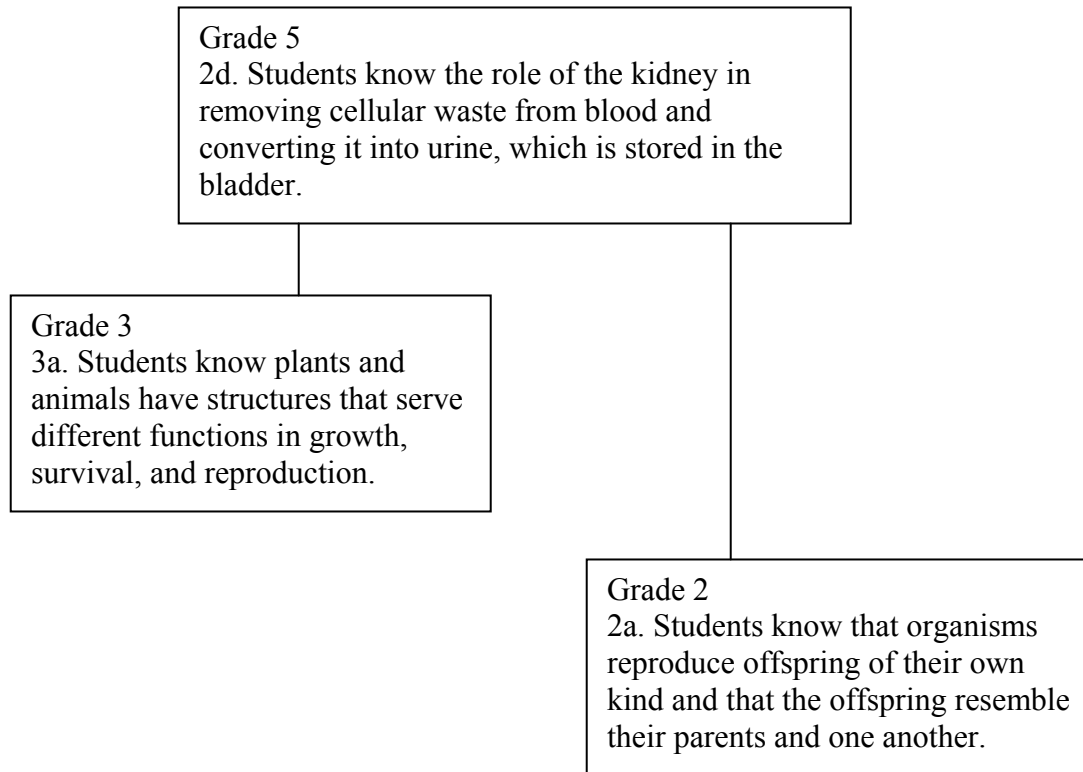 Grade 5
2d. Students know the role of the kidney in
removing cellular waste from blood and
converting it into urine, which is stored in the
bladder.
Grade 3
3a. Students know plants and
animals have structures that serve
different functions in growth,
survival, and reproduction.
Grade 2
2a. Students know that organisms
reproduce offspring of their own
kind and that the offspring resemble
their parents and one another.